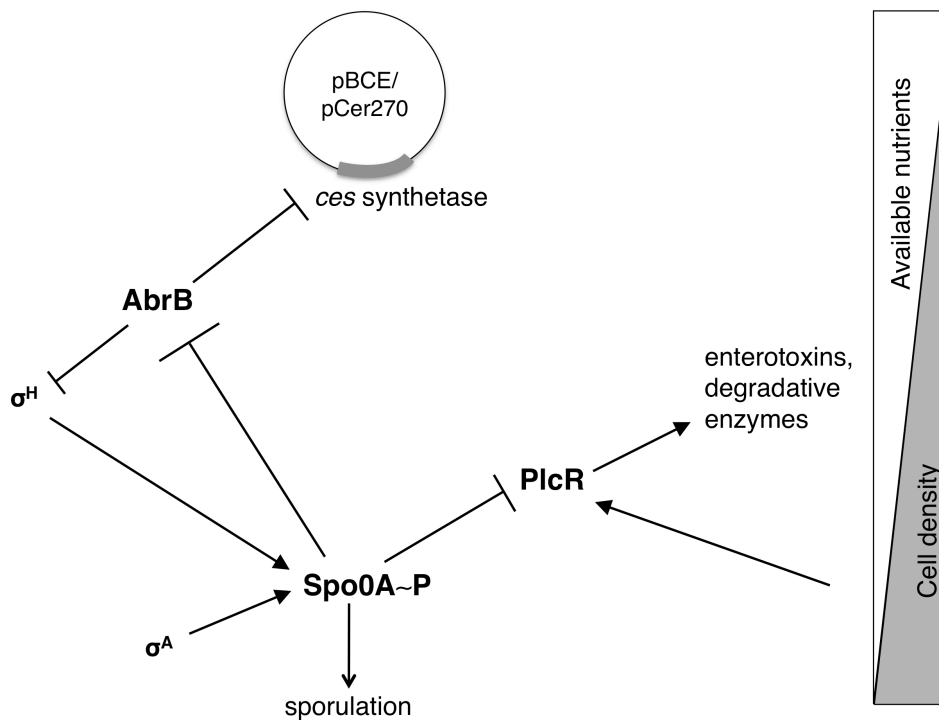 pBCE/
pCer270
ces synthetase
Available nutrients
AbrB
enterotoxins,
degradative
enzymes
σᴴ
PlcR
Cell density
Spo0A~P
σᴬ
sporulation